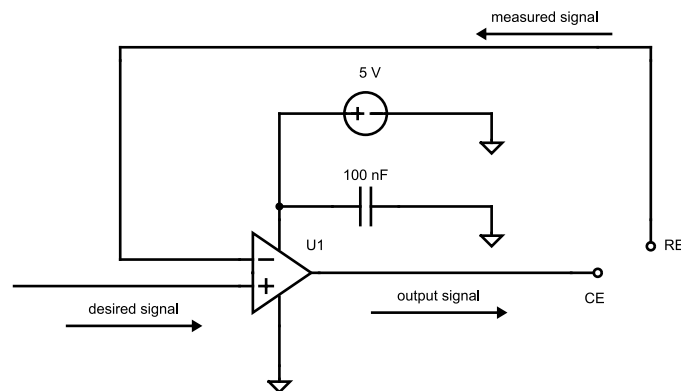 measured signal
5 V
100 nF
U1
RE
desired signal
output signal
CE